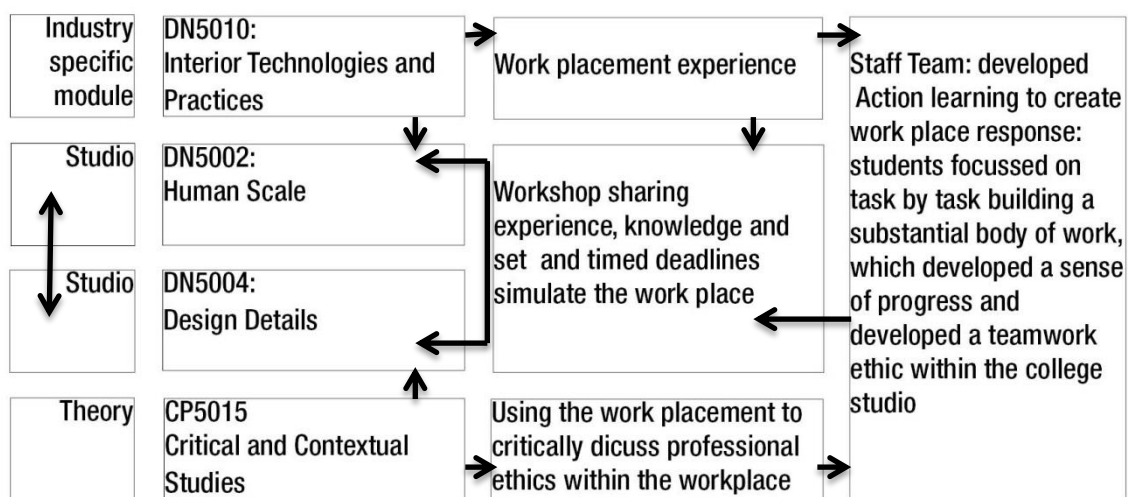 Industry
specific
module
DN5010:
Interior Technologies and
Practices
Work placement experience
Staff Team: developed
Action learning to create
work place response:
students focussed on
task by task building a
substantial body of work,
which developed a sense
of progress and
developed a teamwork
ethic within the college
studio
Studio
DN5002:
Human Scale
Workshop sharing
experience, knowledge and
set and timed deadlines
simulate the work place
Studio
DN5004:
Design Details
Theory
CP5015
Critical and Contextual
Studies
Using the work placement to
critically dicuss professional
ethics within the workplace